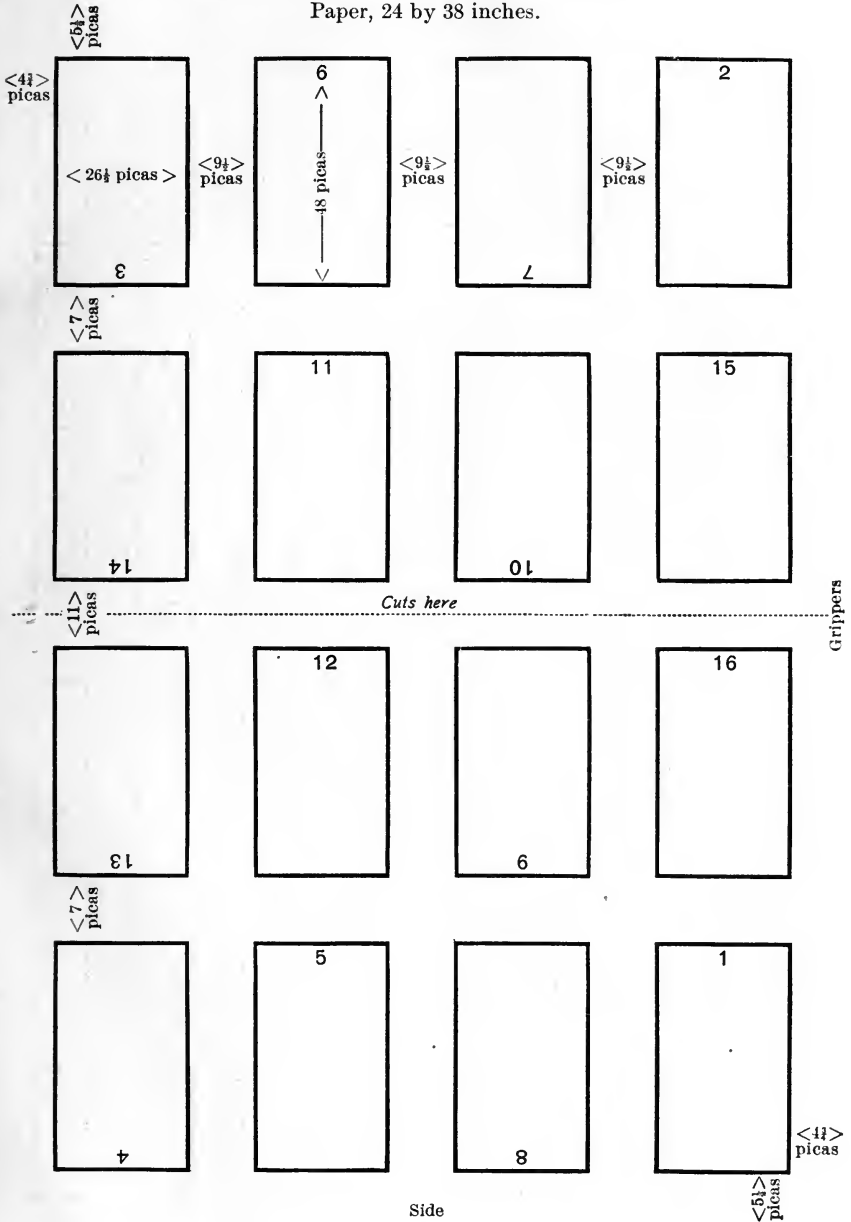 Paper, 24 by 38 inches.
<5½>
picas
<4¾>
picas
6
2
< 26½ picas >
<9½>
picas
<48 picas>
<9½>
picas
<9½>
picas
3
7
<7>
picas
11
15
14
10
<11>
picas
Cuts here
Grippers
12
16
13
9
<7>
picas
5
1
4
8
<4¾>
picas
<5½>
picas
Side